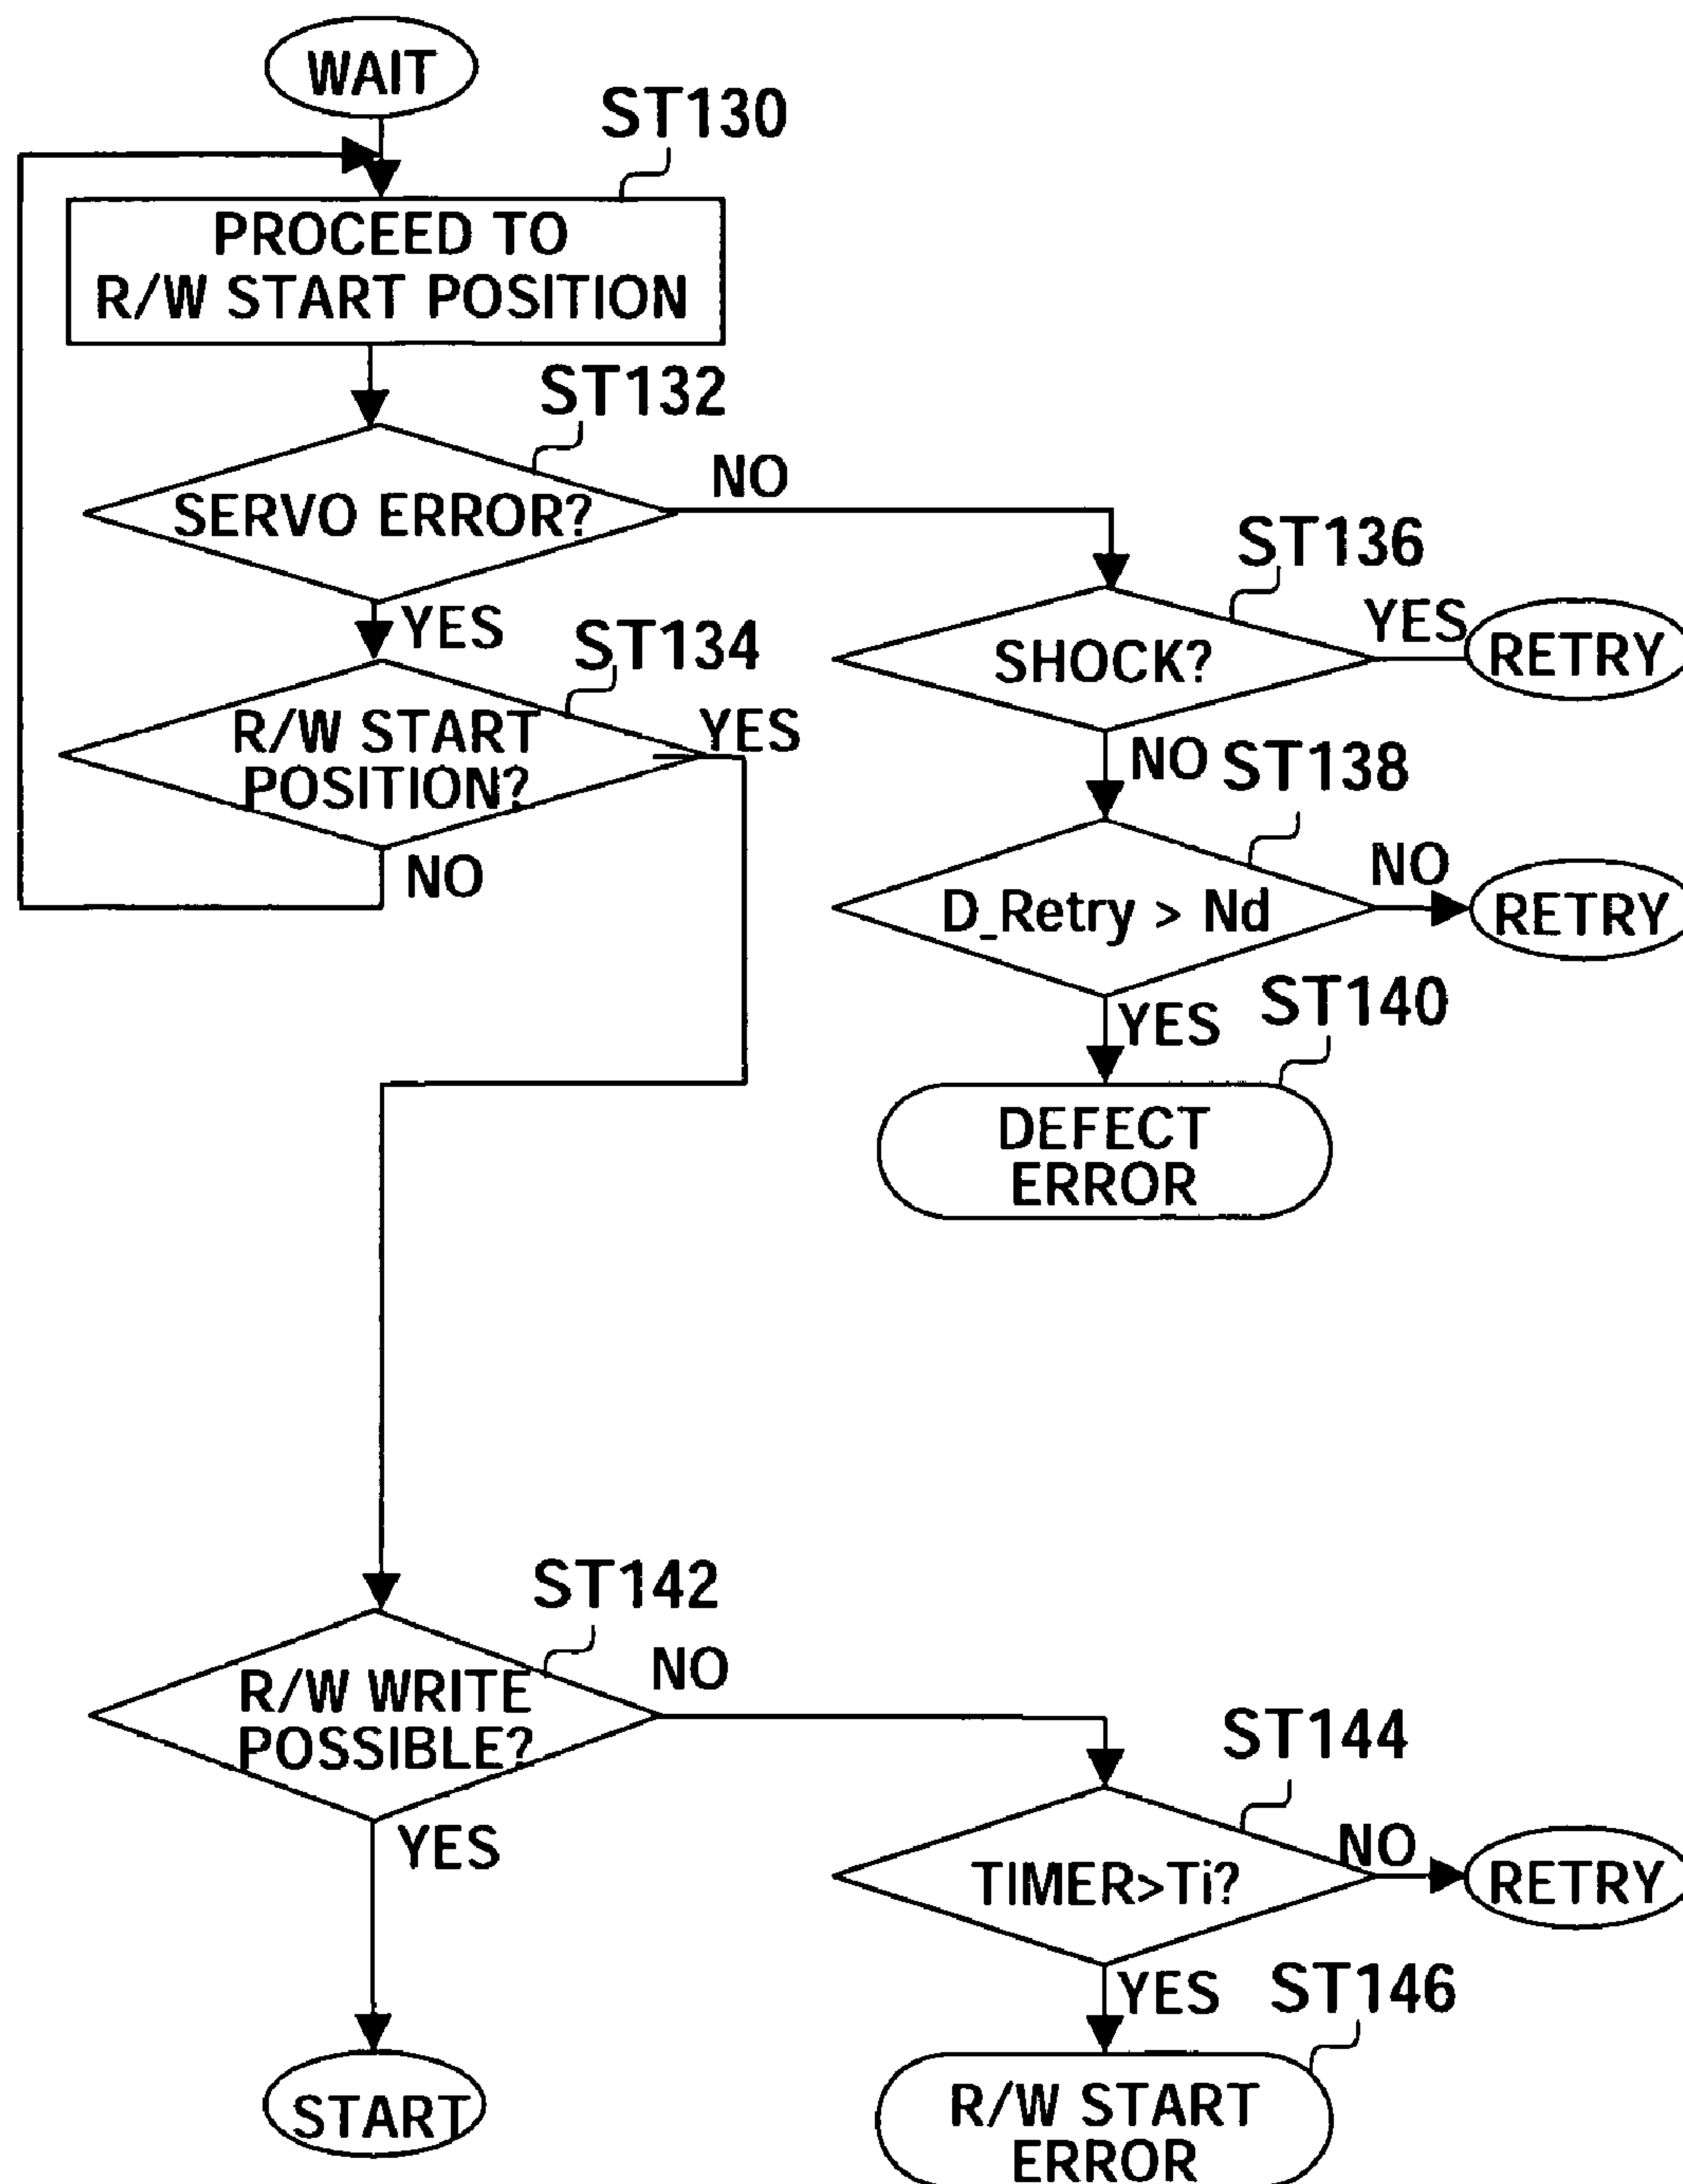 WAIT
ST130
PROCEED TO
R/W START POSITION
ST132
SERVO ERROR?
NO
YES
ST136
SHOCK?
YES
RETRY
ST134
R/W START
POSITION?
YES
NO
NO
ST138
D_Retry > Nd
NO
RETRY
YES
ST140
DEFECT
ERROR
ST142
R/W WRITE
POSSIBLE?
NO
YES
ST144
TIMER>Ti?
NO
RETRY
YES
ST146
START
R/W START
ERROR